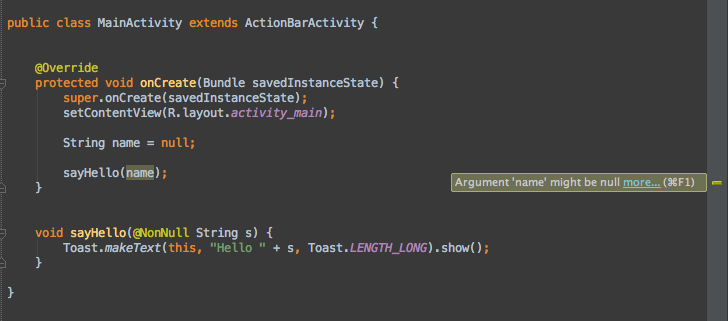 public class MainActivity extends ActionBarActivity {
@Override
protected void onCreate(Bundle savedInstanceState) {
super.onCreate(savedInstanceState);
setContentView(R.layout.activity_main);
String name = null;
sayHello(name);
Argument 'name' might be null more... (⌘F1)
}
void sayHello(@NonNull String s) {
Toast.makeText(this, "Hello " + s, Toast.LENGTH_LONG).show();
}
}